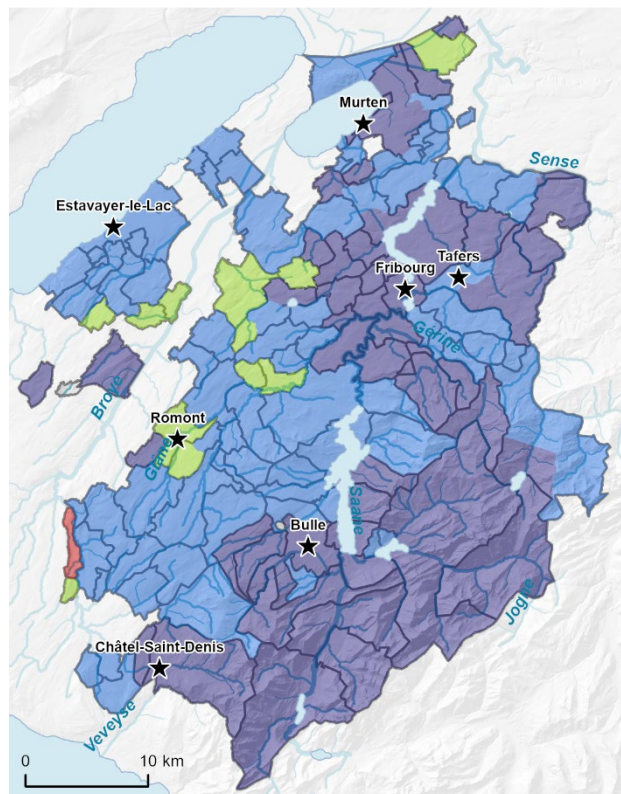 Murten
Sense
Estavayer-le-Lac
Tafers
Fribourg
Gérine
Broye
Romont
Glâne
Saane
Bulle
Jogne
Châtel-Saint-Denis
Veveyse
0 10 km